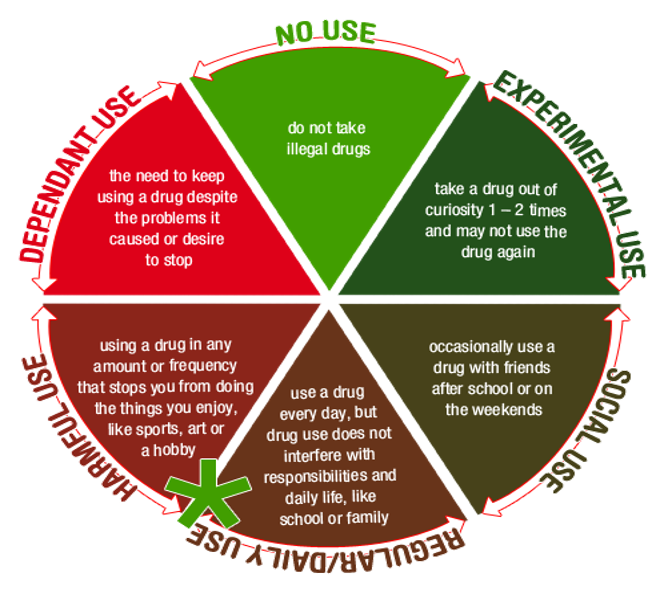 NO USE
do not take
illegal drugs
EXPERIMENTAL USE
take a drug out of
curiosity 1 – 2 times
and may not use the
drug again
SOCIAL USE
occasionally use a
drug with friends
after school or on
the weekends
REGULAR/DAILY USE
use a drug
every day, but
drug use does not
interfere with
responsibilities and
daily life, like
school or family
HARMFUL USE
using a drug in any
amount or frequency
that stops you from doing
the things you enjoy,
like sports, art or
a hobby
DEPENDANT USE
the need to keep
using a drug despite
the problems it
caused or desire
to stop